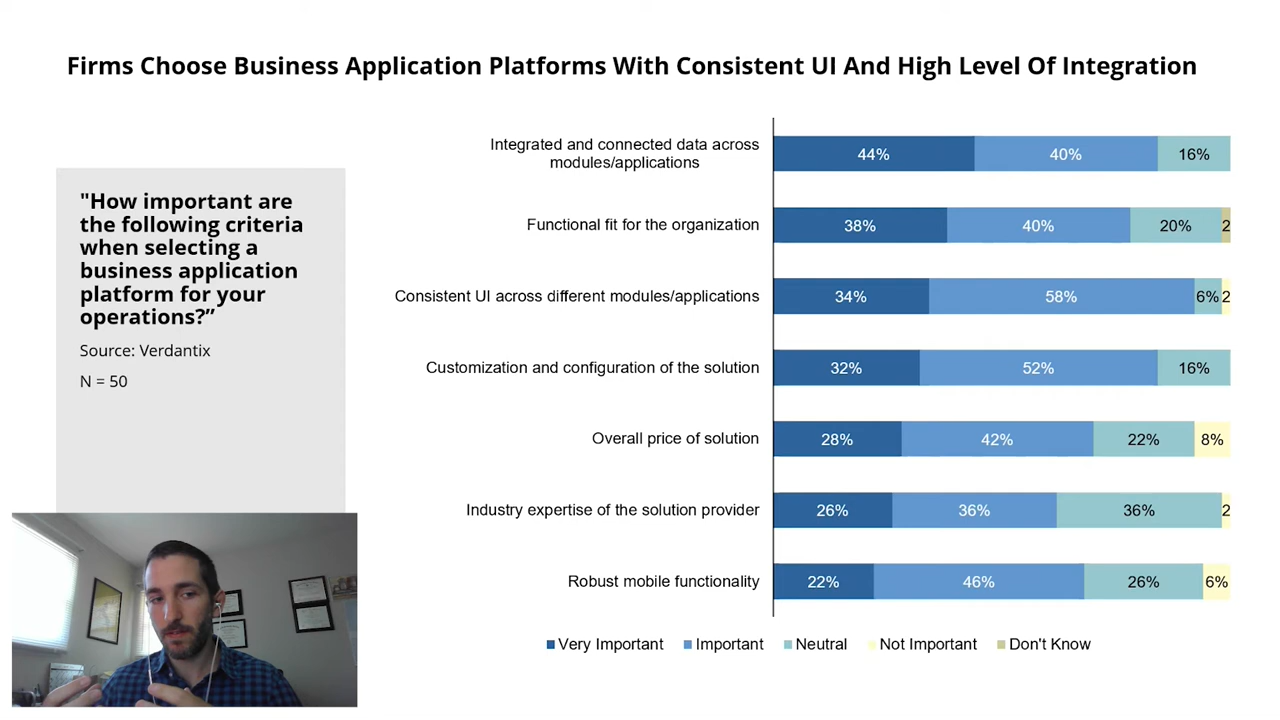 Firms Choose Business Application Platforms With Consistent UI And High Level Of Integration
"How important are
the following criteria
when selecting a
business application
platform for your
operations?”
Source: Verdantix
N = 50
Integrated and connected data across
modules/applications
44% 40% 16%
Functional fit for the organization
38% 40% 20% 2
Consistent UI across different modules/applications
34% 58% 6% 2
Customization and configuration of the solution
32% 52% 16%
Overall price of solution
28% 42% 22% 8%
Industry expertise of the solution provider
26% 36% 36% 2
Robust mobile functionality
22% 46% 26% 6%
Very Important Important Neutral Not Important Don't Know